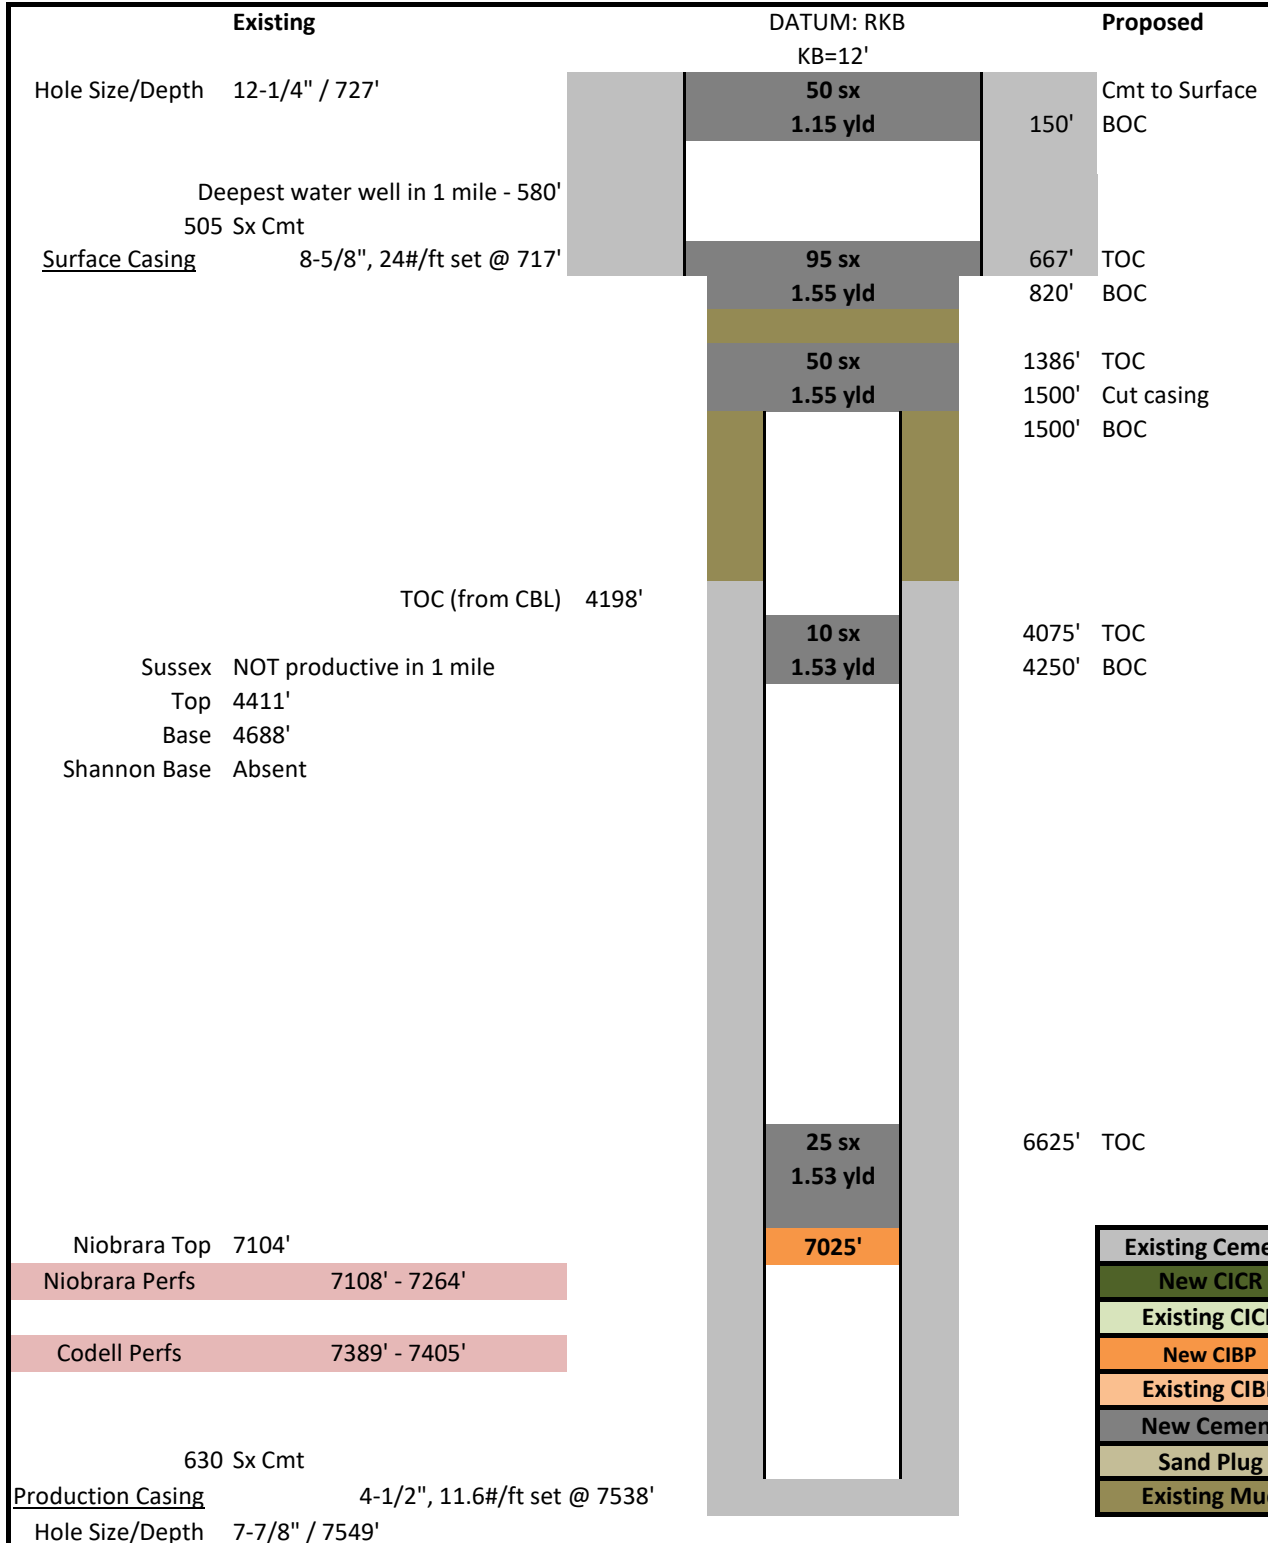 Existing DATUM: RKB Proposed
KB=12'
Hole Size/Depth 12-1/4" / 727' 50 sx Cmt to Surface
1.15 yld 150' BOC
Deepest water well in 1 mile - 580'
505 Sx Cmt
Surface Casing 8-5/8", 24#/ft set @ 717' 95 sx 667' TOC
1.55 yld 820' BOC
50 sx 1386' TOC
1.55 yld 1500' Cut casing
1500' BOC
TOC (from CBL) 4198'
10 sx 4075' TOC
Sussex NOT productive in 1 mile 1.53 yld 4250' BOC
Top 4411'
Base 4688'
Shannon Base Absent
25 sx 6625' TOC
1.53 yld
Niobrara Top 7104' 7025' Existing
Niobrara Perfs 7108' - 7264' New CICR
Existing
Codell Perfs 7389' - 7405' New CIBP
Existing
New
630 Sx Cmt Sand Plug
Production Casing 4-1/2", 11.6#/ft set @ 7538' Existing
Hole Size/Depth 7-7/8" / 7549'